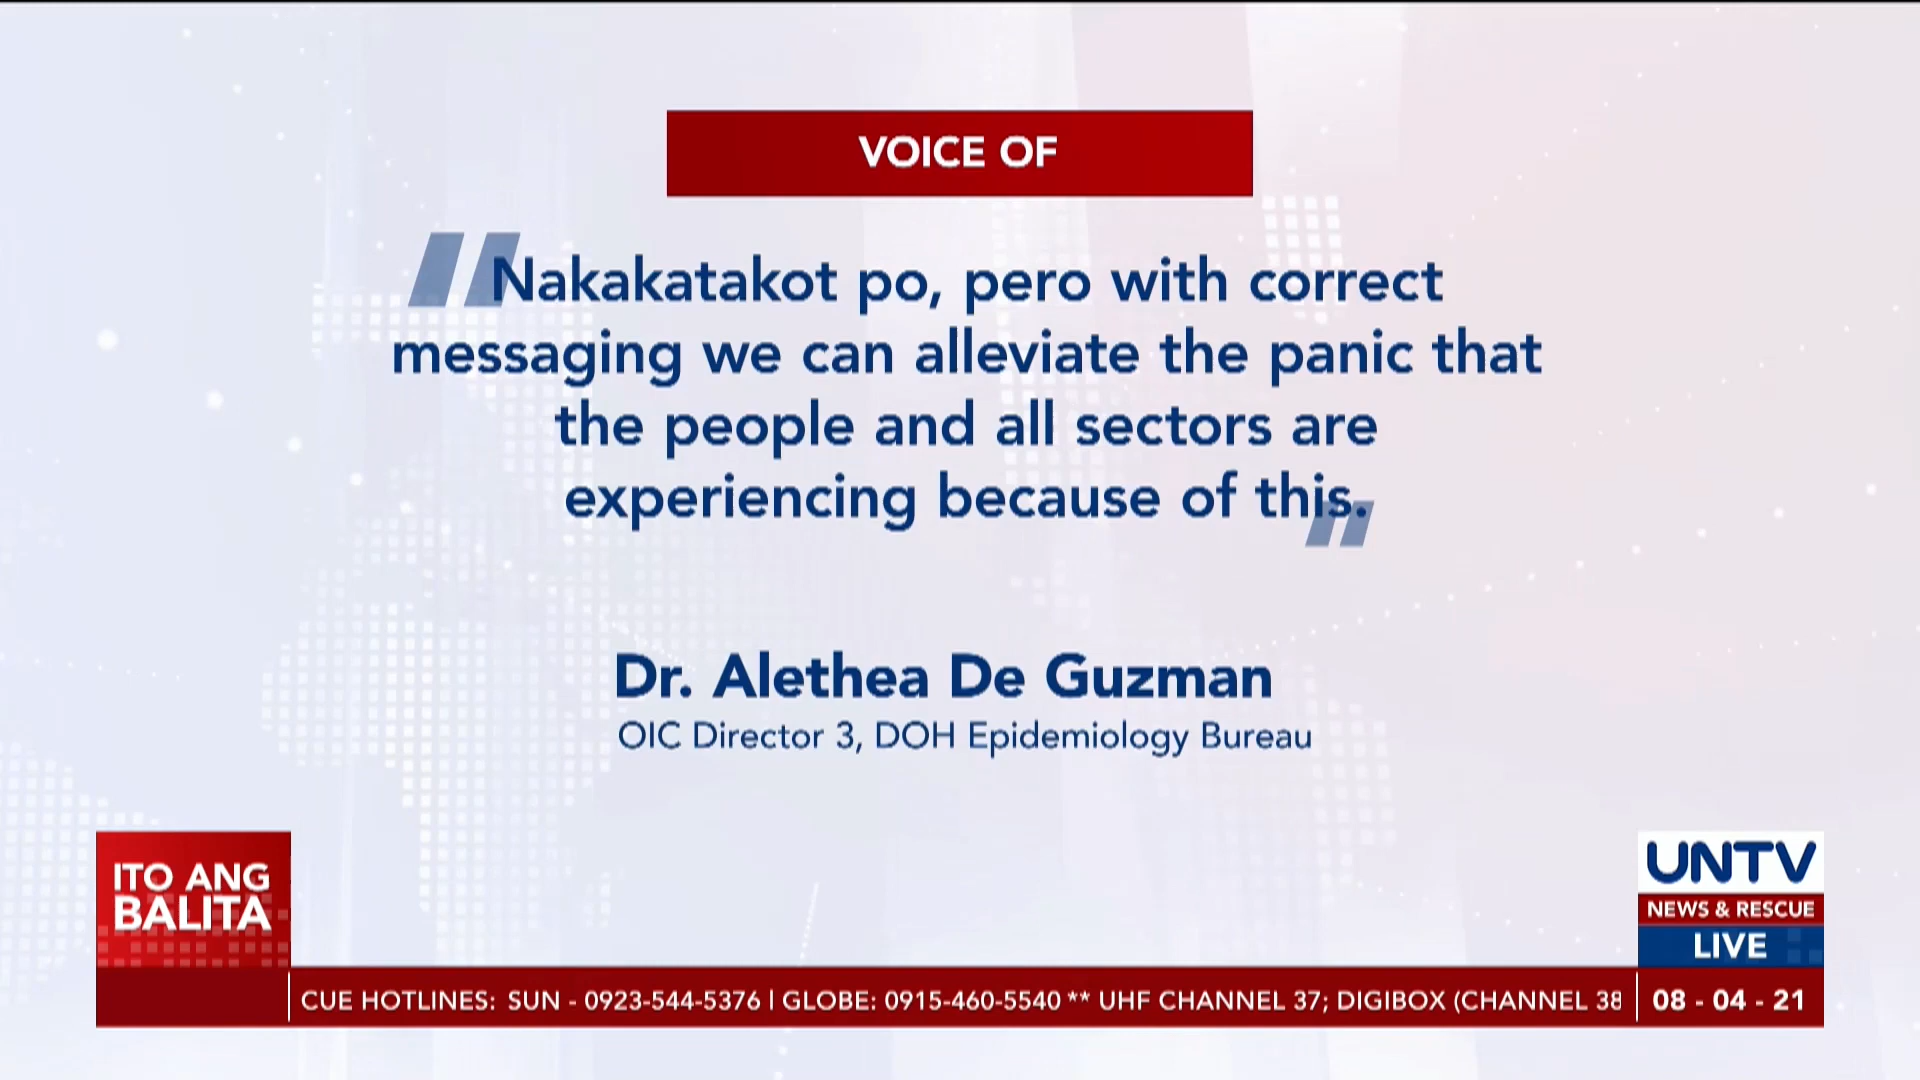 VOICE OF
"Nakakatakot po, pero with correct
messaging we can alleviate the panic that
the people and all sectors are
experiencing because of this."
Dr. Alethea De Guzman
OIC Director 3, DOH Epidemiology Bureau
ITO ANG
BALITA
UNTV
NEWS & RESCUE
LIVE
CUE HOTLINES: SUN - 0923-544-5376 | GLOBE: 0915-460-5540 ** UHF CHANNEL 37; DIGIBOX (CHANNEL 38
08 - 04 - 21